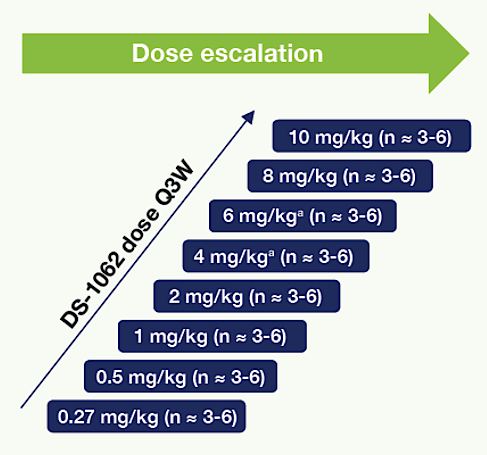 Dose escalation
DS-1062 dose Q3W
10 mg/kg (n ≈ 3-6)
8 mg/kg (n ≈ 3-6)
6 mg/kgᵃ (n ≈ 3-6)
4 mg/kgᵃ (n ≈ 3-6)
2 mg/kg (n ≈ 3-6)
1 mg/kg (n ≈ 3-6)
0.5 mg/kg (n ≈ 3-6)
0.27 mg/kg (n ≈ 3-6)